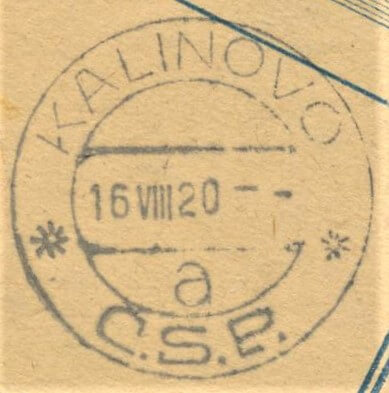 KALINOVO
16 VIII 20 - -
a
* C.S.P. *